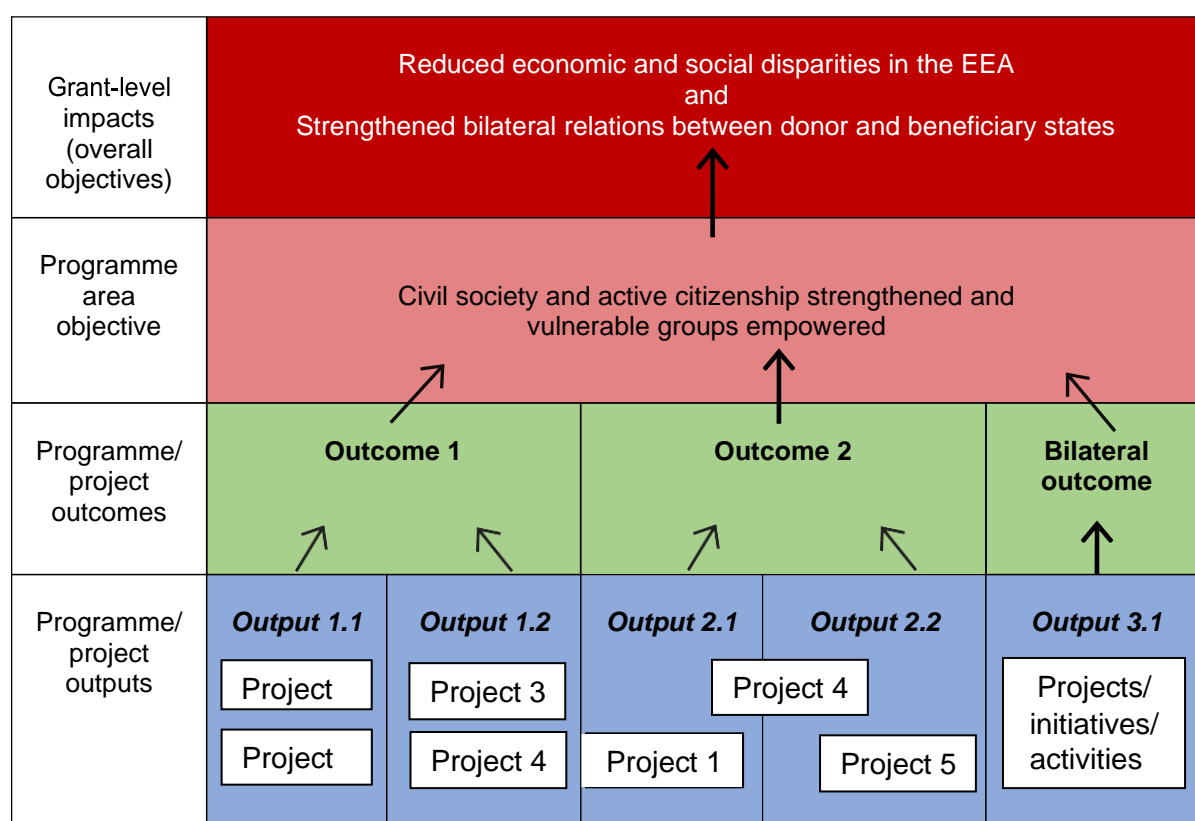 Grant-level
impacts
(overall
objectives)
Reduced economic and social disparities in the EEA
and
Strengthened bilateral relations between donor and beneficiary states
Programme
area
objective
Civil society and active citizenship strengthened and
vulnerable groups empowered
Programme/
project
outcomes
Outcome 1
Outcome 2
Bilateral
outcome
Programme/
project
outputs
Output 1.1
Project
Project
Output 1.2
Project 3
Project 4
Output 2.1
Output 2.2
Project 4
Project 1
Project 5
Output 3.1
Projects/
initiatives/
activities